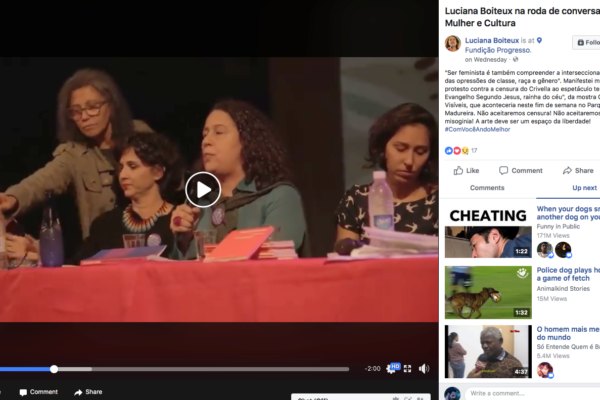 Luciana Boiteux na roda de conversa
Mulher e Cultura
Luciana Boiteux is at
Fundição Progresso.
on Wednesday ·
Follow
"Ser feminista é também compreender a intersecciona
das opressões de classe, raça e gênero". Manifestei m
protesto contra a censura do Crivella ao espetáculo te
Evangelho Segundo Jesus, rainha do céu", da mostra C
Visíveis, que aconteceria neste fim de semana no Parq
Madureira. Não aceitaremos censura! Não aceitaremos
misoginia! A arte deve ser um espaço da liberdade!
#ComVocêAndoMelhor
17
Like Comment Share
Comments Up next
CHEATING
1:22
When your dogs sm
another dog on you
Funny in Public
171M Views
1:32
Police dog plays ho
a game of fetch
Animalkind Stories
15M Views
4:37
O homem mais me
do mundo
Só Entende Quem é B
5.4M Views
-2:00 HD
Comment Share
Write a comment...